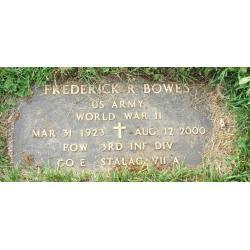 FREDERICK R BOWES
US ARMY
WORLD WAR II
MAR 31 1923 ✝ AUG 12 2000
POW 3RD INF DIV
CO E STALAG VII A